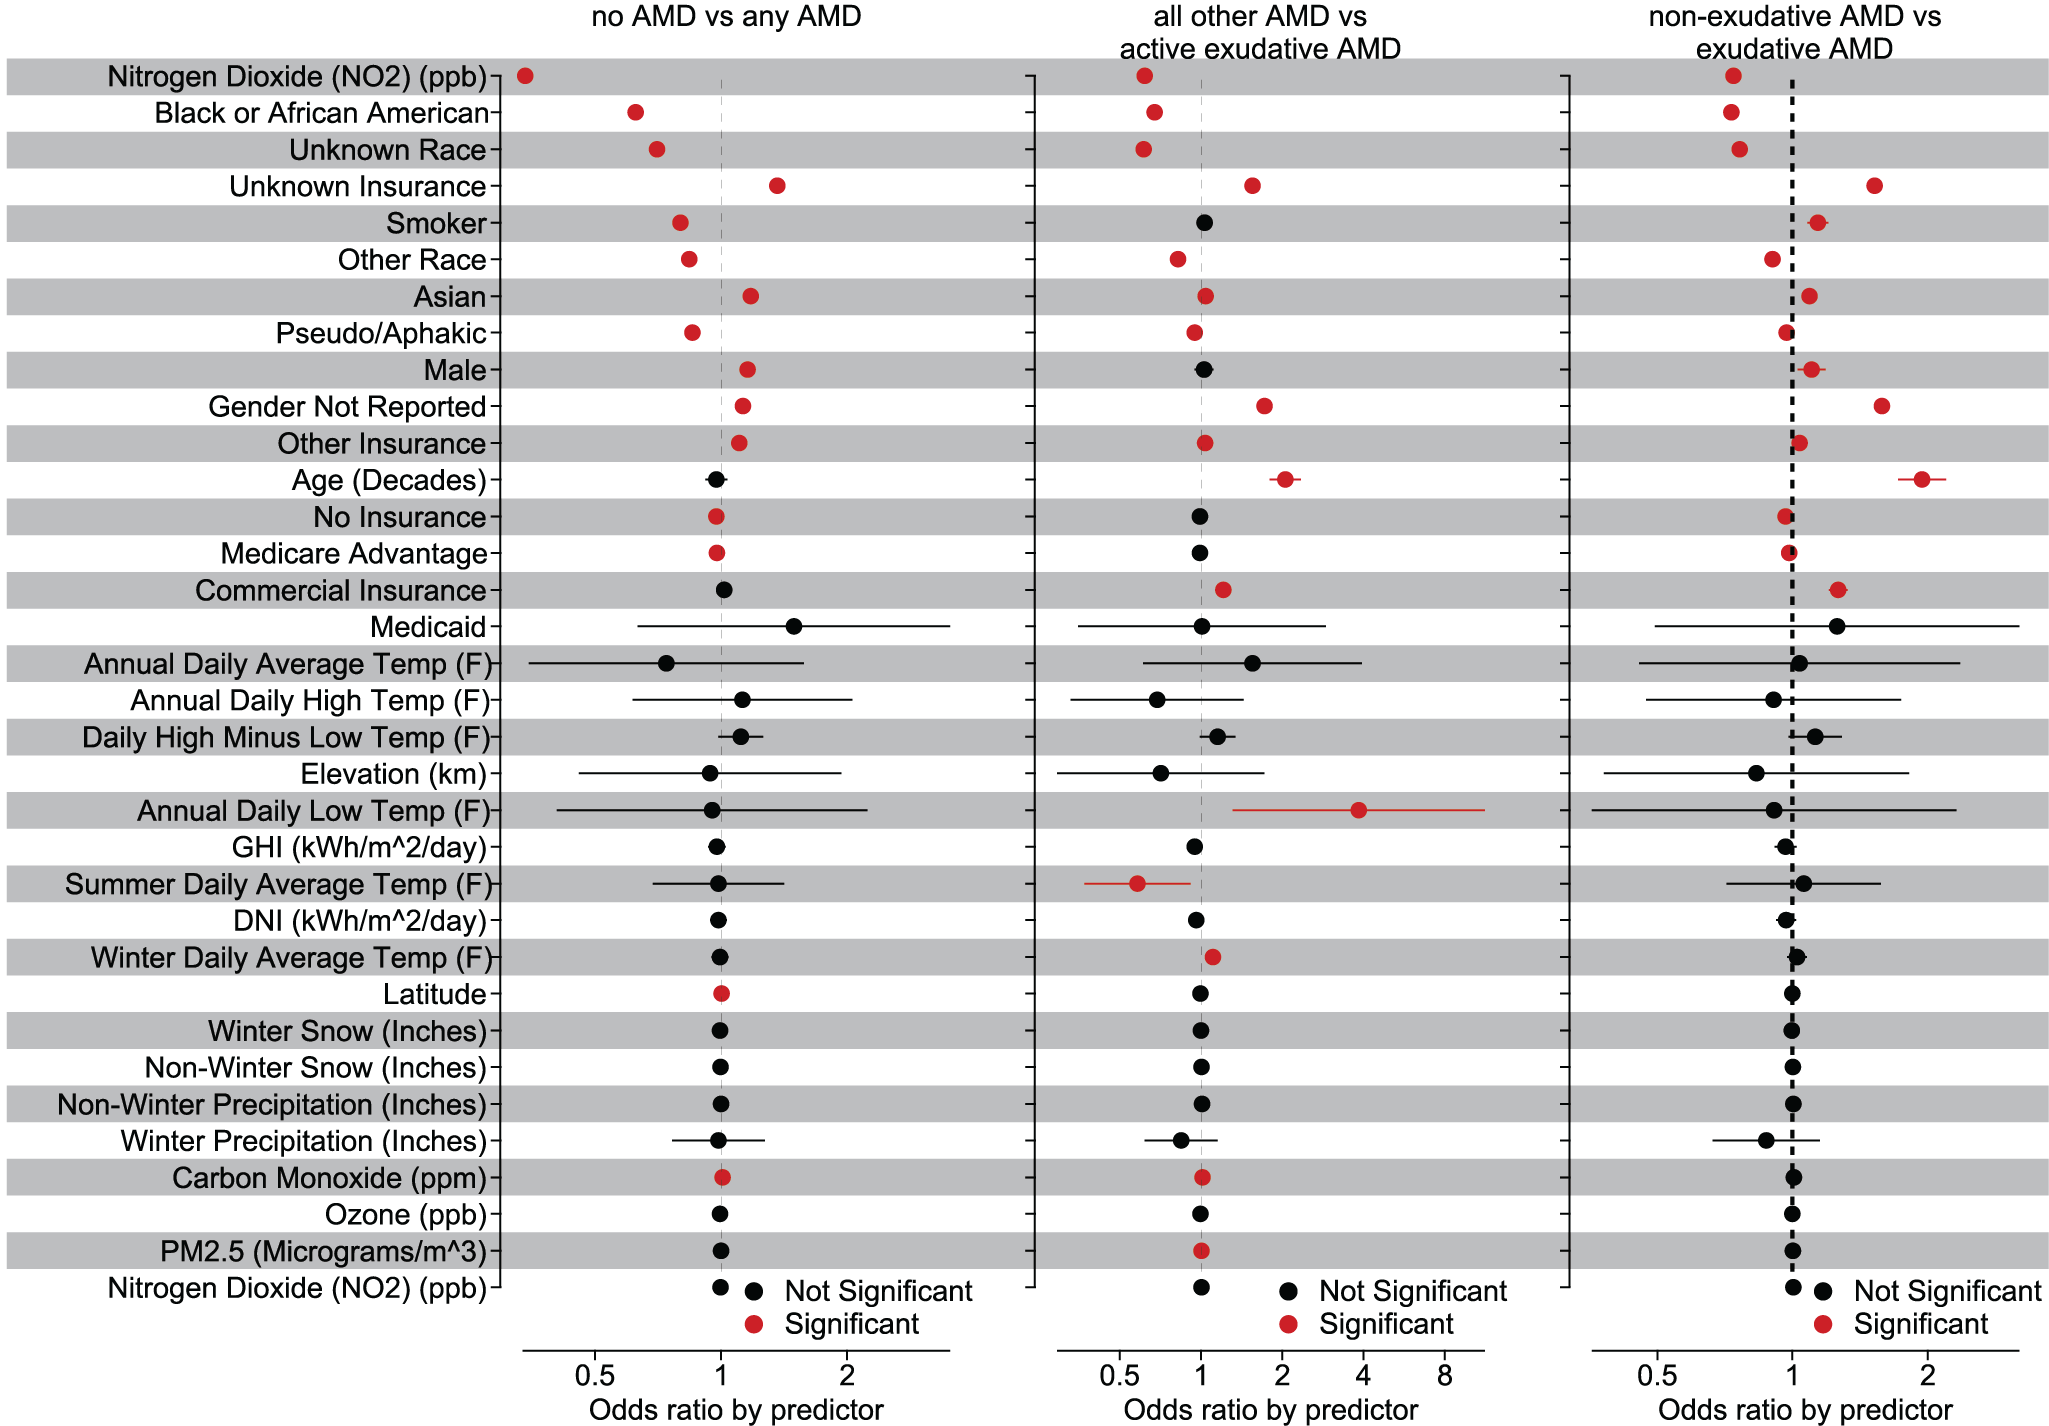 no AMD vs any AMD
all other AMD vs
active exudative AMD
non-exudative AMD vs
exudative AMD
Nitrogen Dioxide (NO2) (ppb)
Black or African American
Unknown Race
Unknown Insurance
Smoker
Other Race
Asian
Pseudo/Aphakic
Male
Gender Not Reported
Other Insurance
Age (Decades)
No Insurance
Medicare Advantage
Commercial Insurance
Medicaid
Annual Daily Average Temp (F)
Annual Daily High Temp (F)
Daily High Minus Low Temp (F)
Elevation (km)
Annual Daily Low Temp (F)
GHI (kWh/m^2/day)
Summer Daily Average Temp (F)
DNI (kWh/m^2/day)
Winter Daily Average Temp (F)
Latitude
Winter Snow (Inches)
Non-Winter Snow (Inches)
Non-Winter Precipitation (Inches)
Winter Precipitation (Inches)
Carbon Monoxide (ppm)
Ozone (ppb)
PM2.5 (Micrograms/m^3)
Nitrogen Dioxide (NO2) (ppb)
Not Significant
Significant
Not Significant
Significant
Not Significant
Significant
0.5 1 2
0.5 1 2 4 8
0.5 1 2
Odds ratio by predictor
Odds ratio by predictor
Odds ratio by predictor